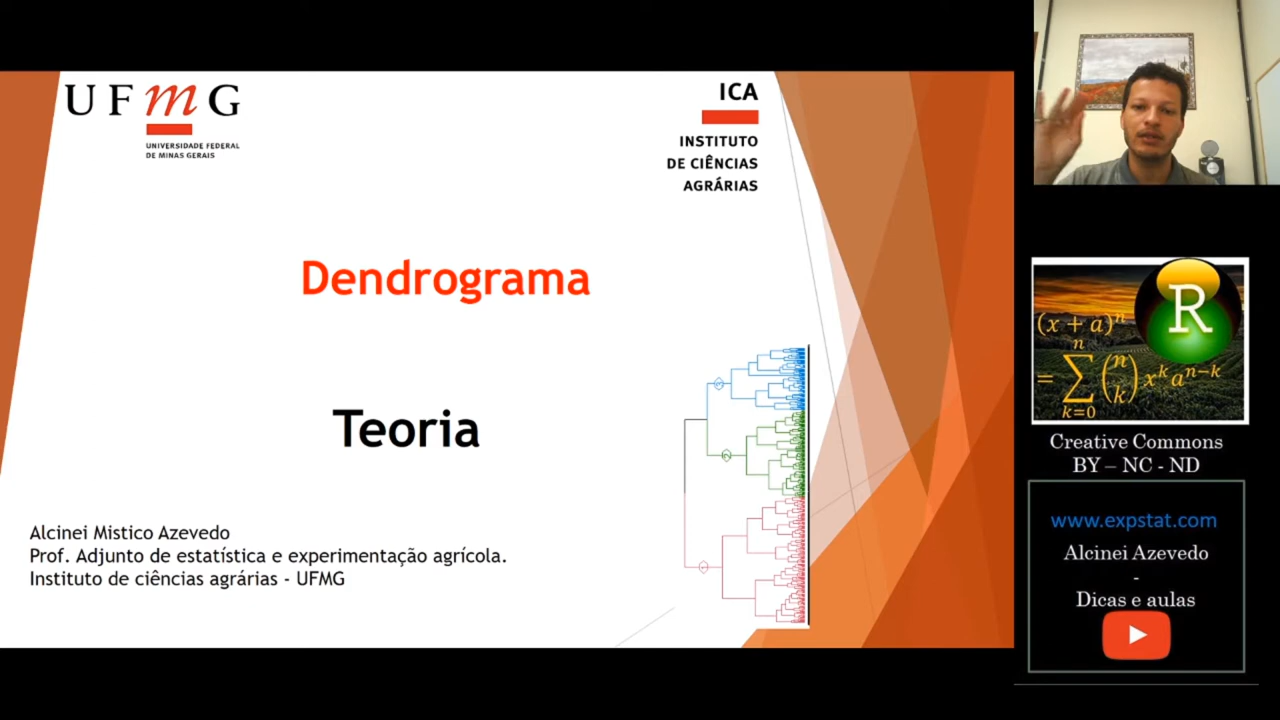 UFmG
UNIVERSIDADE FEDERAL
DE MINAS GERAIS
ICA
INSTITUTO
DE CIÊNCIAS
AGRÁRIAS
Dendrograma
Teoria
Alcinei Mistico Azevedo
Prof. Adjunto de estatística e experimentação agrícola.
Instituto de ciências agrárias - UFMG
R
(x + a)ⁿ
= ∑ₖ₌₀ⁿ (n k) xᵏaⁿ⁻ᵏ
Creative Commons
BY – NC - ND
www.expstat.com
Alcinei Azevedo
-
Dicas e aulas